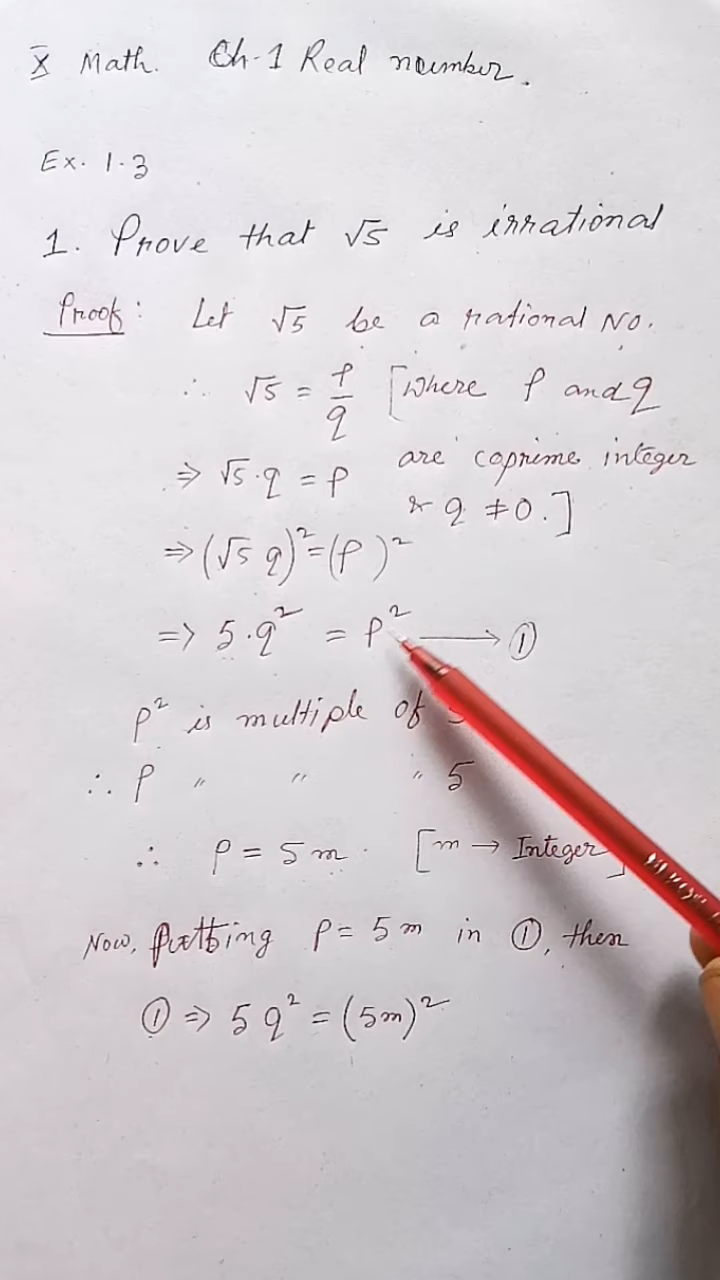 X Math. Ch-1 Real number.
Ex. 1.3
1. Prove that √5 is irrational
Proof: Let √5 be a rational No.
∴ √5 = p/q [where p and q
are coprime integer
& q ≠ 0.]
⇒ √5·q = p
⇒ (√5 q)² = (p)²
⇒ 5·q² = p² ⟶ ①
p² is multiple of
∴ p " " " 5
∴ p = 5m. [m → Integer]
Now, putting p = 5m in ①, then
① ⇒ 5q² = (5m)²